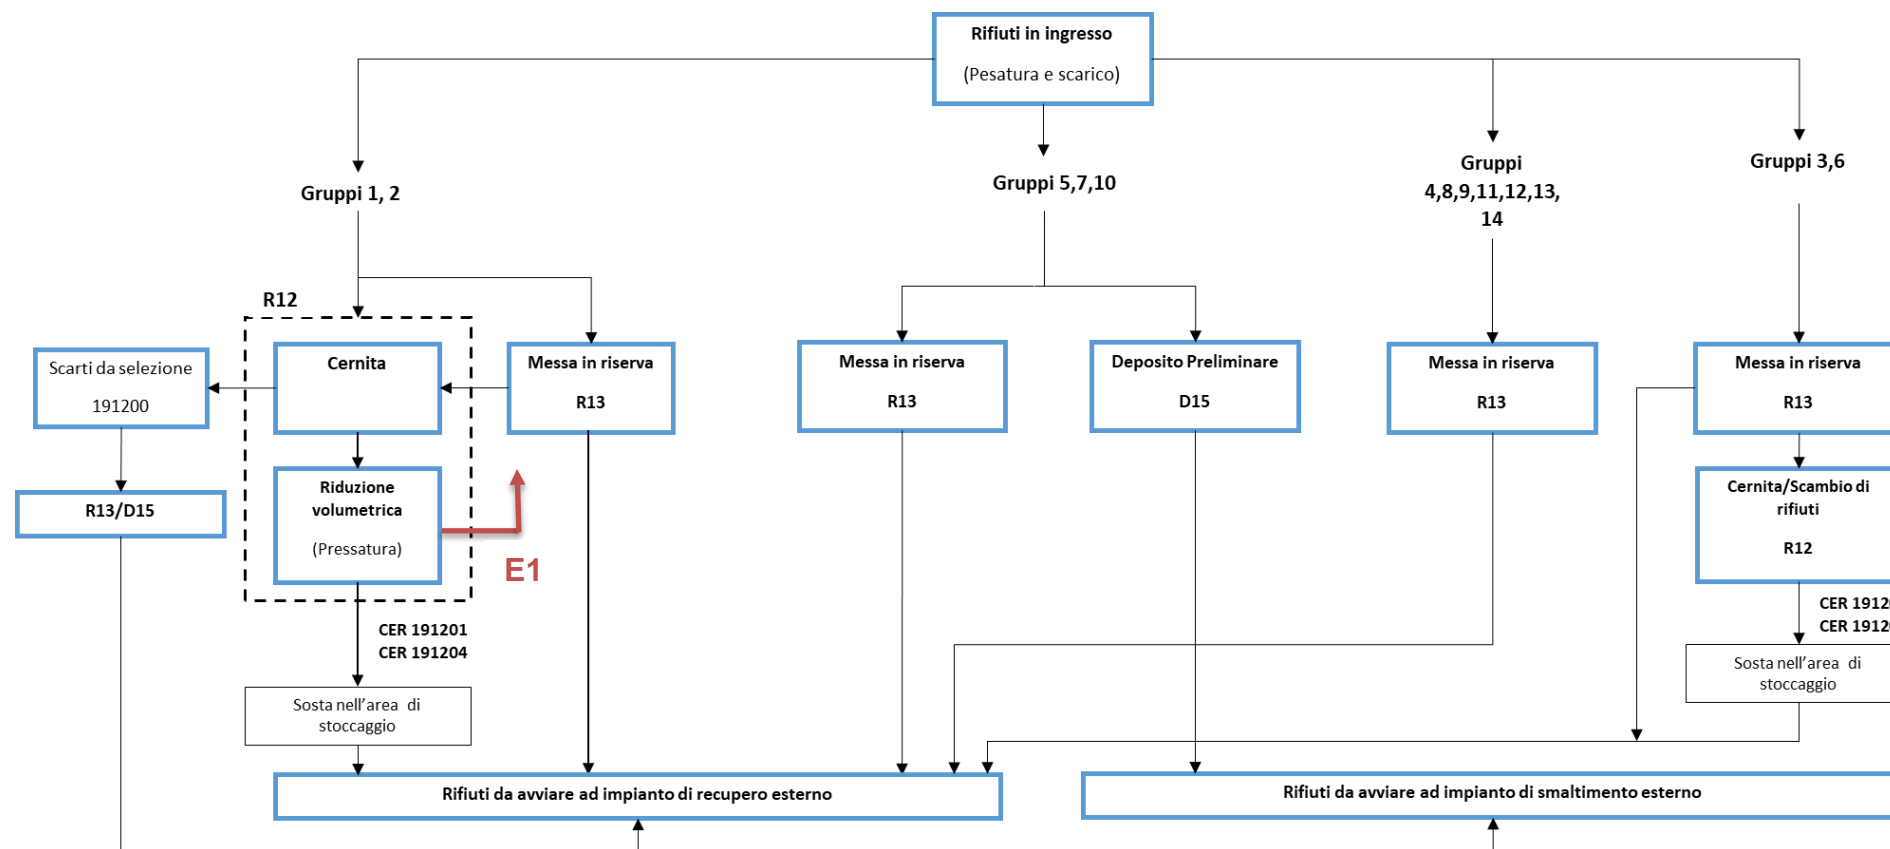 Rifiuti in ingresso
(Pesatura e scarico)
Gruppi 1, 2
Gruppi 5,7,10
Gruppi
4,8,9,11,12,13,
14
Gruppi 3,6
R12
Scarti da selezione
191200
Cernita
Messa in riserva
R13
Messa in riserva
R13
Deposito Preliminare
D15
Messa in riserva
R13
Messa in riserva
R13
R13/D15
Riduzione
volumetrica
(Pressatura)
E1
Cernita/Scambio di
rifiuti
R12
CER 191201
CER 191204
CER 1912
CER 1912
Sosta nell'area di
stoccaggio
Sosta nell'area di
stoccaggio
Rifiuti da avviare ad impianto di recupero esterno
Rifiuti da avviare ad impianto di smaltimento esterno